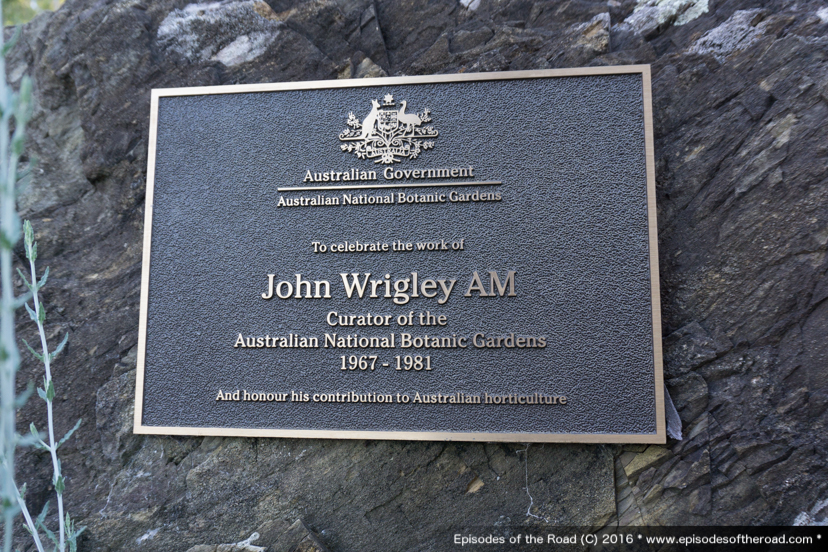 AUSTRALIA
Australian Government
Australian National Botanic Gardens
To celebrate the work of
John Wrigley AM
Curator of the
Australian National Botanic Gardens
1967 - 1981
And honour his contribution to Australian horticulture
Episodes of the Road (C) 2016 * www.episodesoftheroad.com *